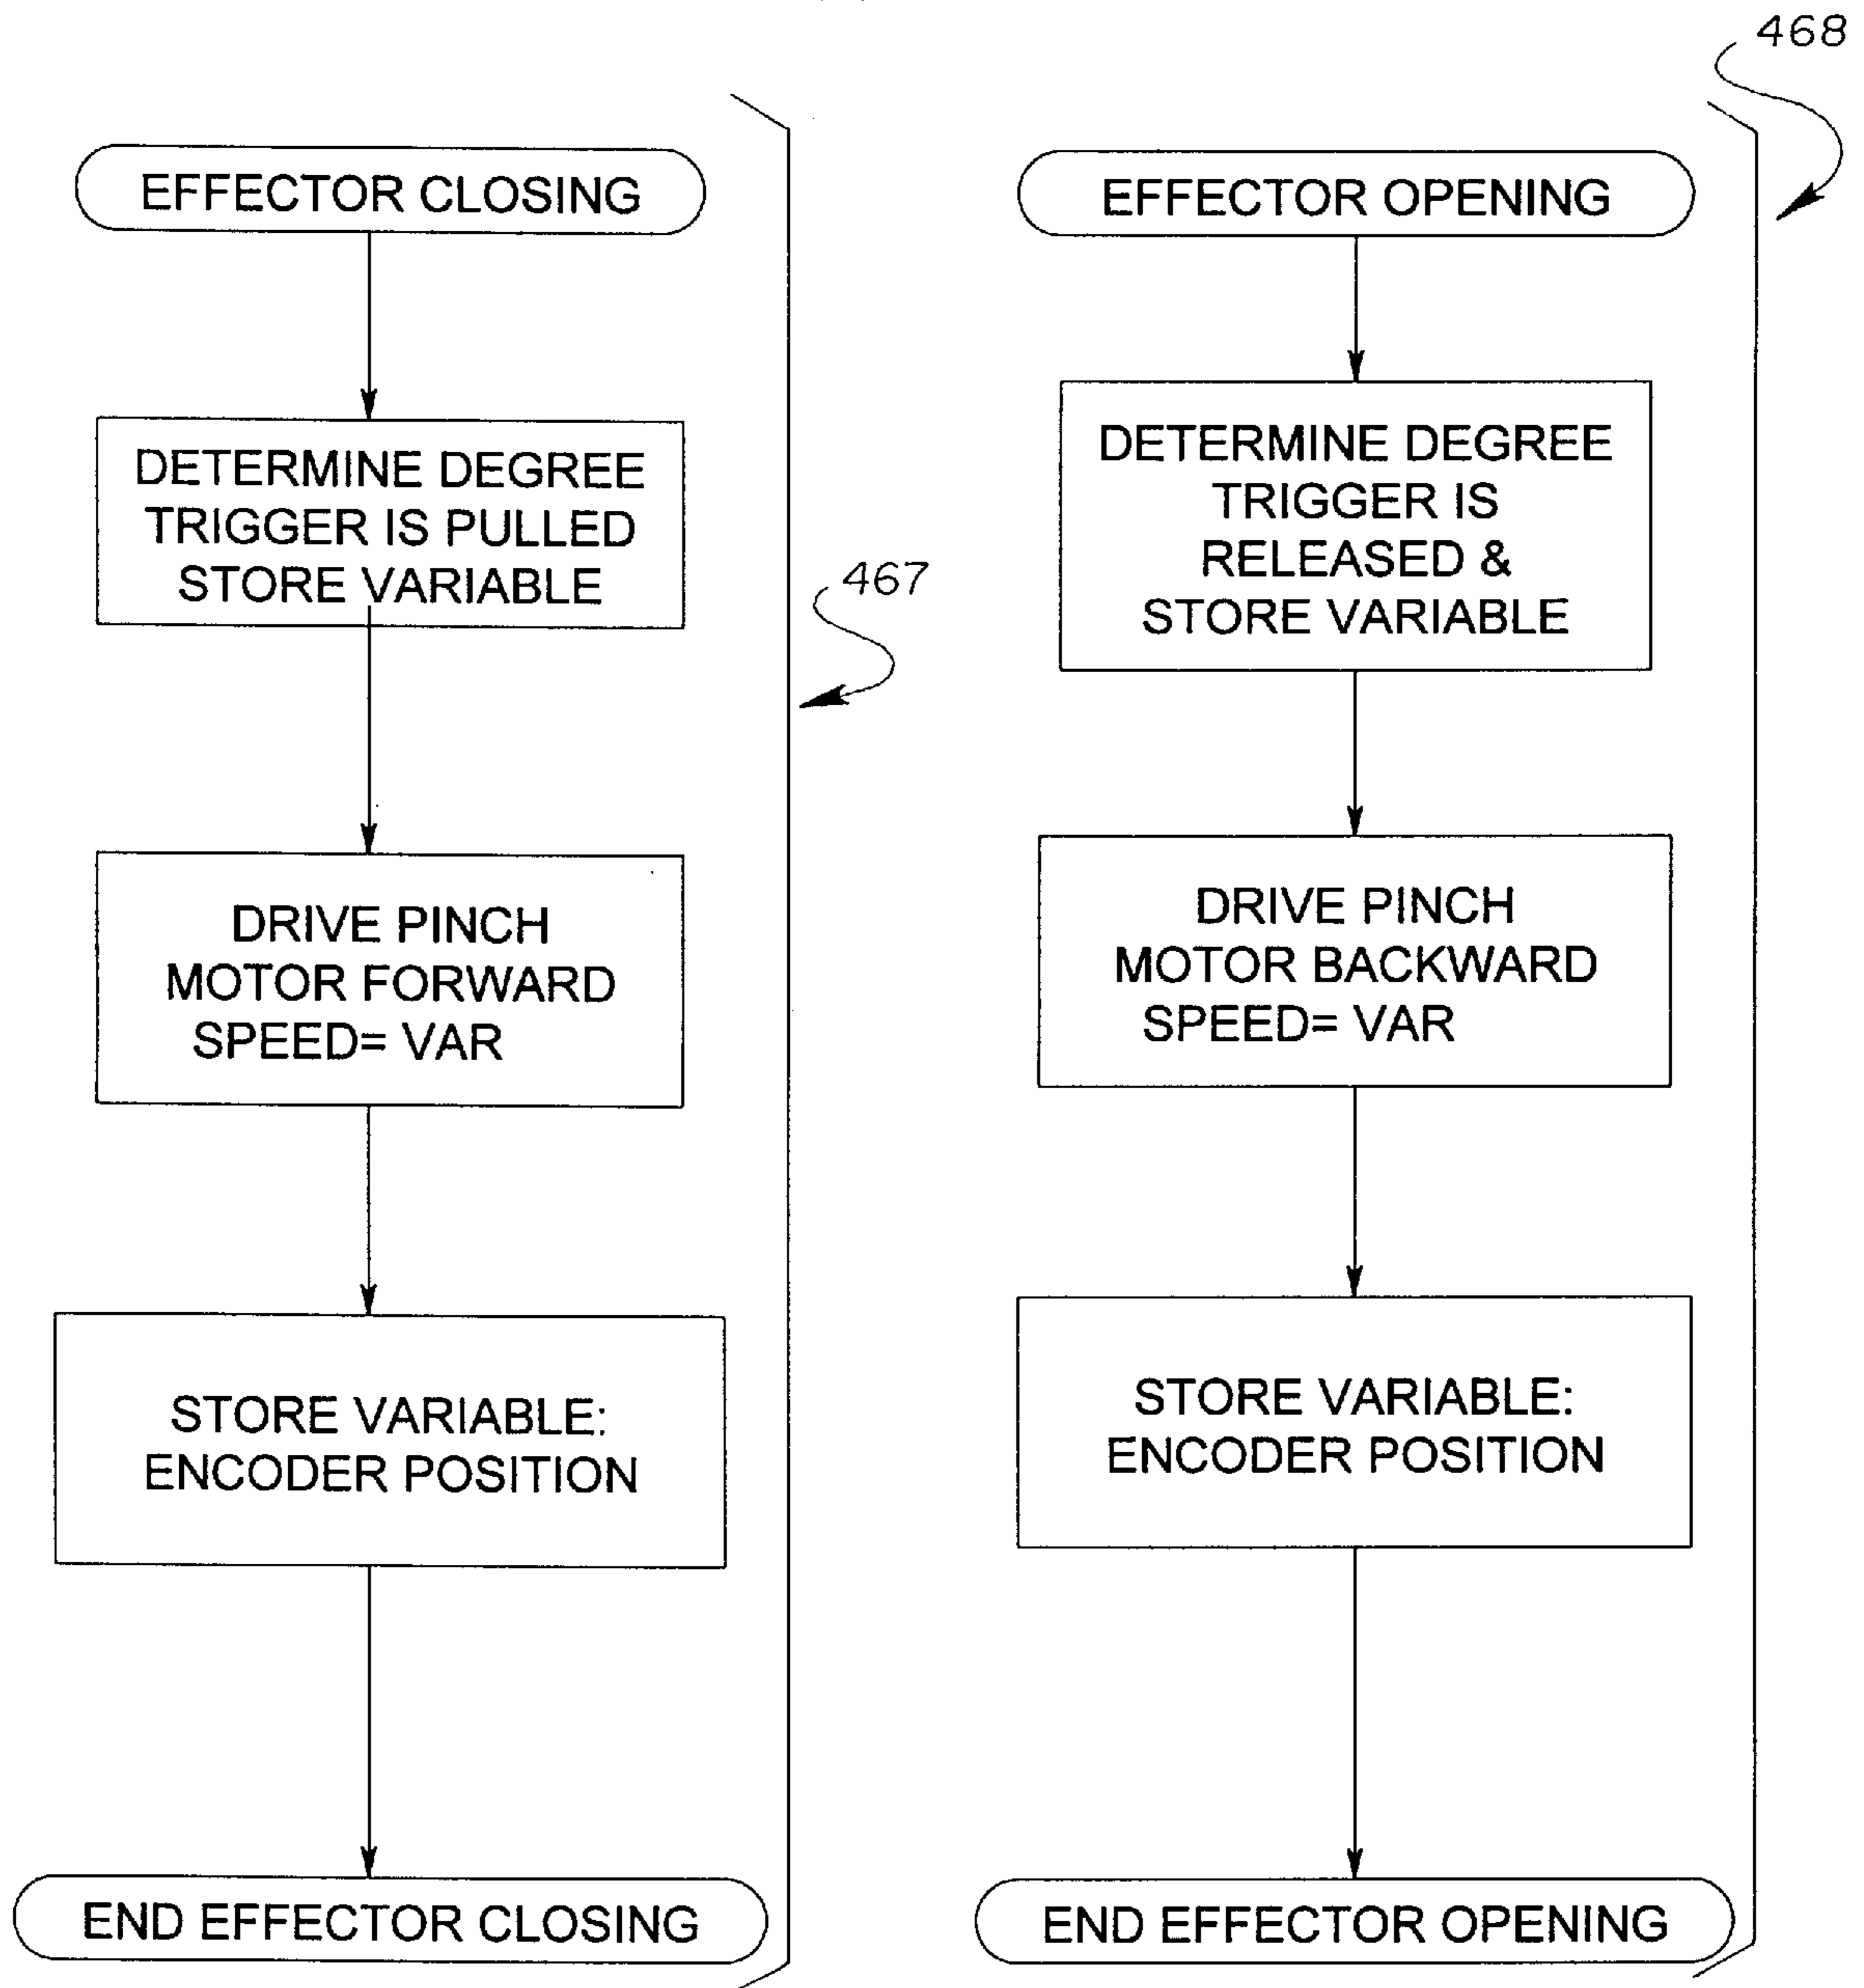 468
EFFECTOR CLOSING
DETERMINE DEGREE
TRIGGER IS PULLED
STORE VARIABLE
467
DRIVE PINCH
MOTOR FORWARD
SPEED= VAR
STORE VARIABLE:
ENCODER POSITION
END EFFECTOR CLOSING
EFFECTOR OPENING
DETERMINE DEGREE
TRIGGER IS
RELEASED &
STORE VARIABLE
DRIVE PINCH
MOTOR BACKWARD
SPEED= VAR
STORE VARIABLE:
ENCODER POSITION
END EFFECTOR OPENING